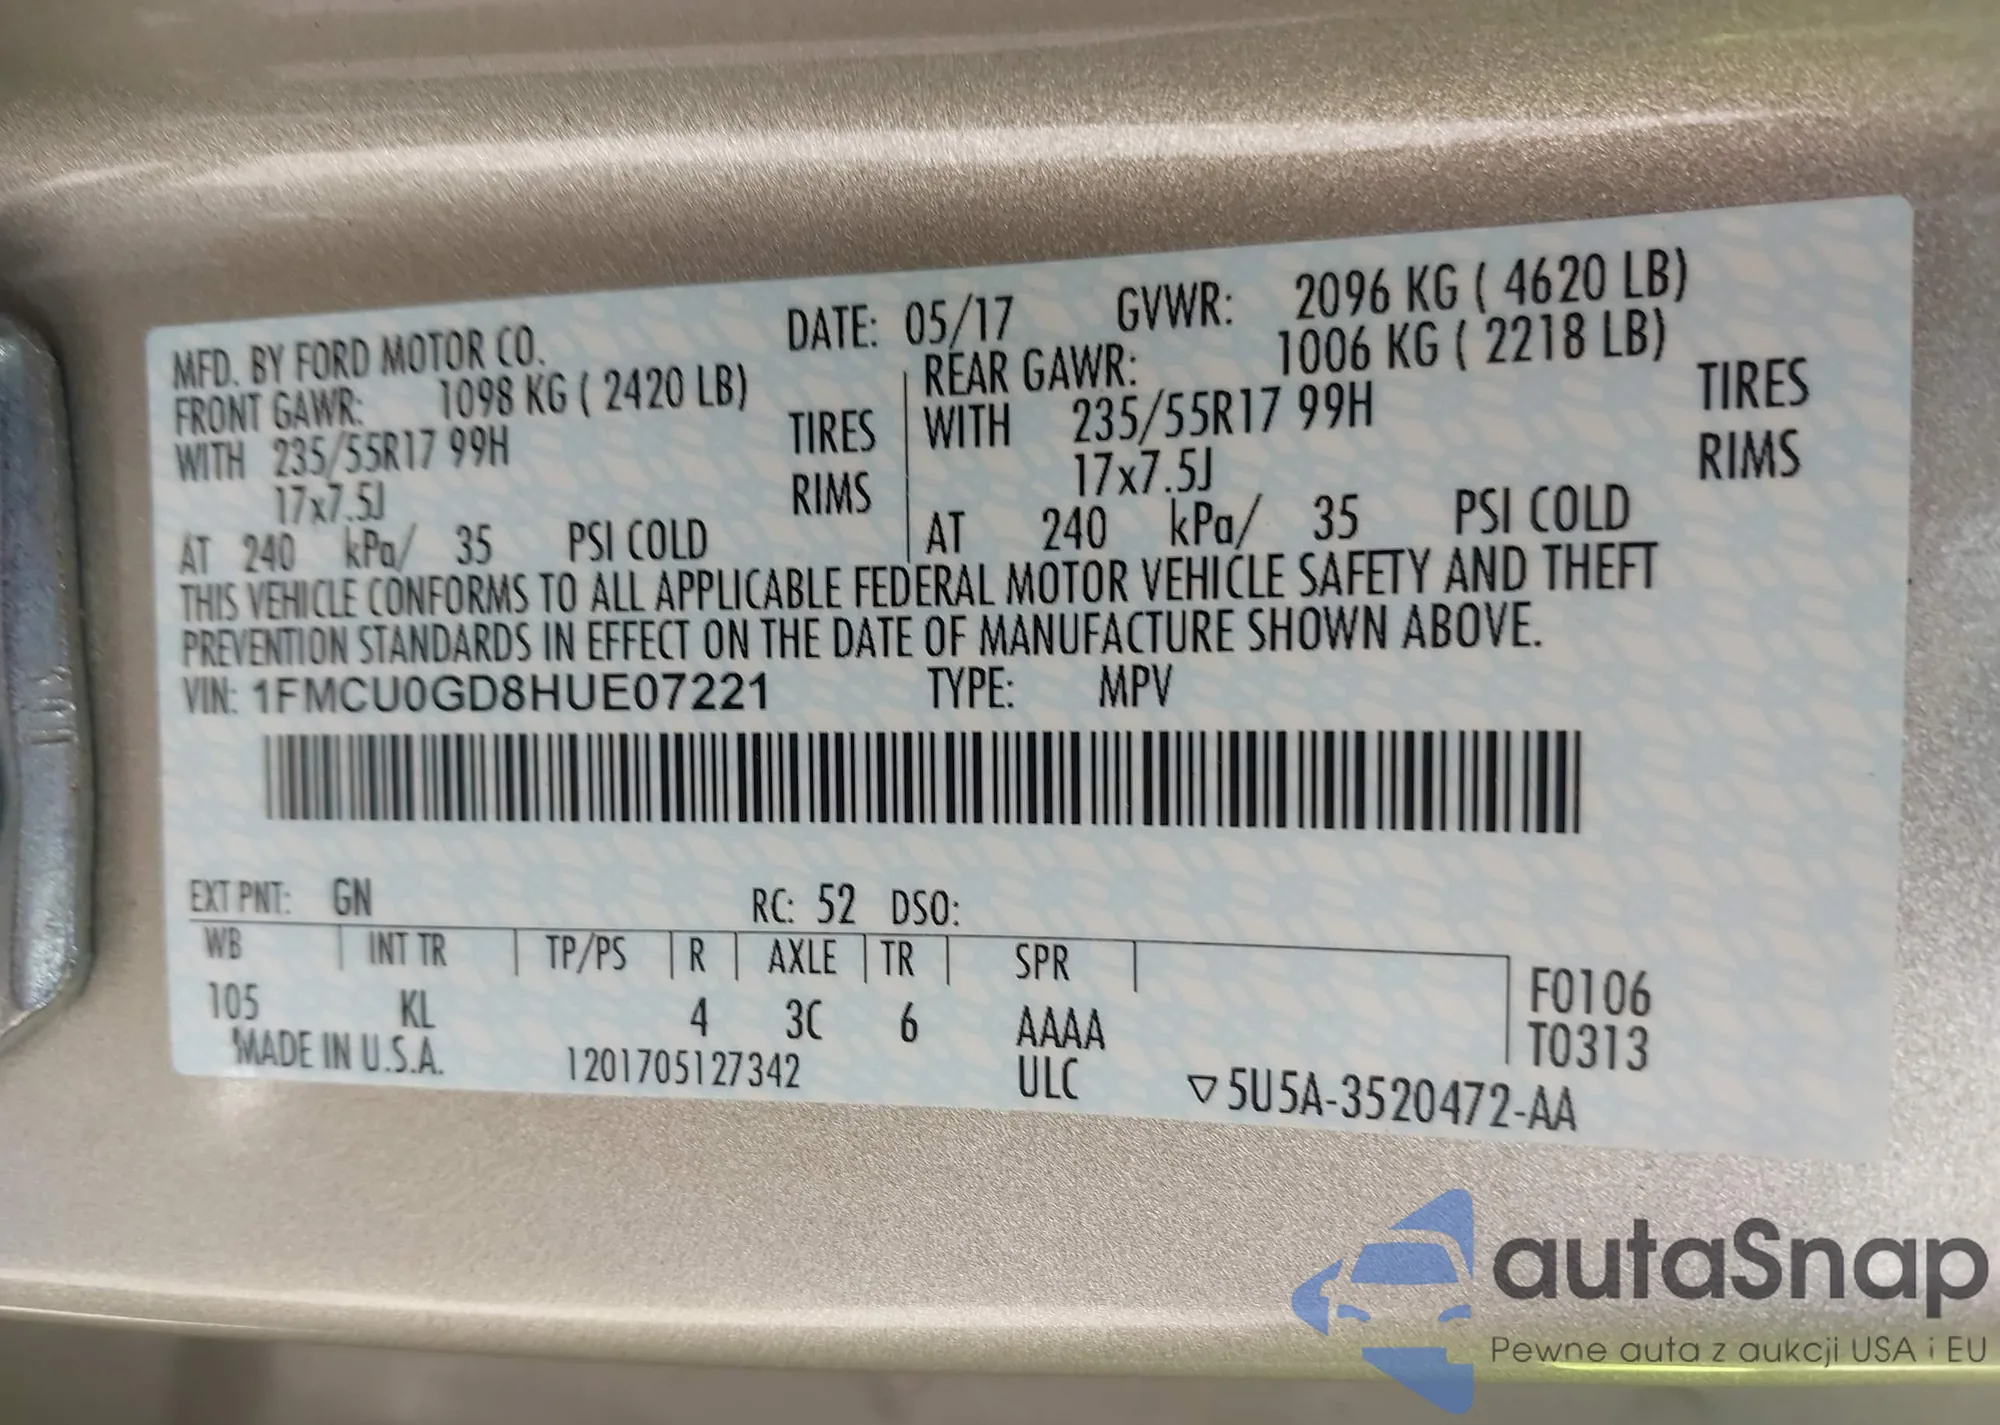 MFD. BY FORD MOTOR CO. DATE: 05/17 GVWR: 2096 KG ( 4620 LB)
FRONT GAWR: 1098 KG ( 2420 LB) REAR GAWR: 1006 KG ( 2218 LB)
WITH 235/55R17 99H TIRES WITH 235/55R17 99H TIRES
17x7.5J RIMS 17x7.5J RIMS
AT 240 kPa/ 35 PSI COLD AT 240 kPa/ 35 PSI COLD
THIS VEHICLE CONFORMS TO ALL APPLICABLE FEDERAL MOTOR VEHICLE SAFETY AND THEFT
PREVENTION STANDARDS IN EFFECT ON THE DATE OF MANUFACTURE SHOWN ABOVE.
VIN: 1FMCU0GD8HUE07221 TYPE: MPV
EXT PNT: GN RC: 52 DSO:
WB INT TR TP/PS R AXLE TR SPR
105 KL 4 3C 6 AAAA F0106
MADE IN U.S.A. 1201705127342 ULC T0313
▽5U5A-3520472-AA
autaSnap
Pewne auta z aukcji USA i EU